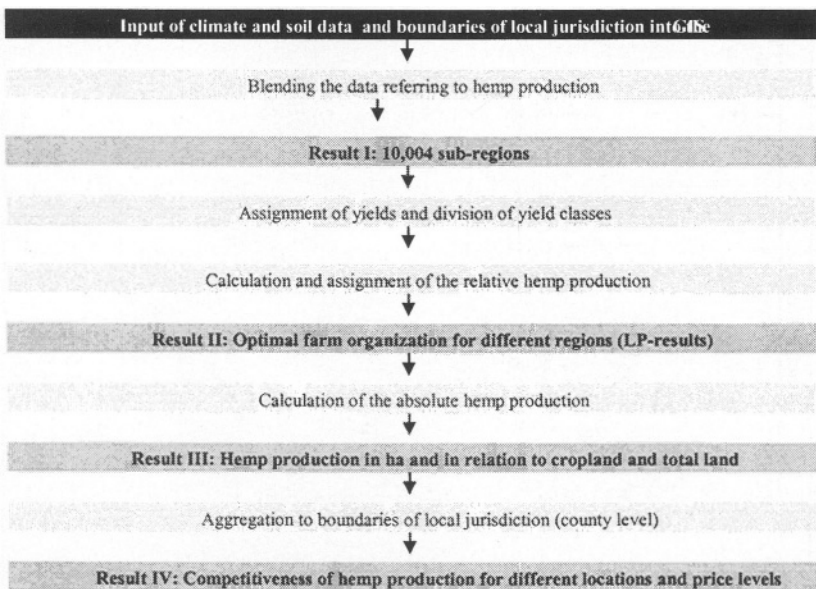 Input of climate and soil data and boundaries of local jurisdiction into the GIS
Blending the data referring to hemp production
Result I: 10,004 sub-regions
Assignment of yields and division of yield classes
Calculation and assignment of the relative hemp production
Result II: Optimal farm organization for different regions (LP-results)
Calculation of the absolute hemp production
Result III: Hemp production in ha and in relation to cropland and total land
Aggregation to boundaries of local jurisdiction (county level)
Result IV: Competitiveness of hemp production for different locations and price levels